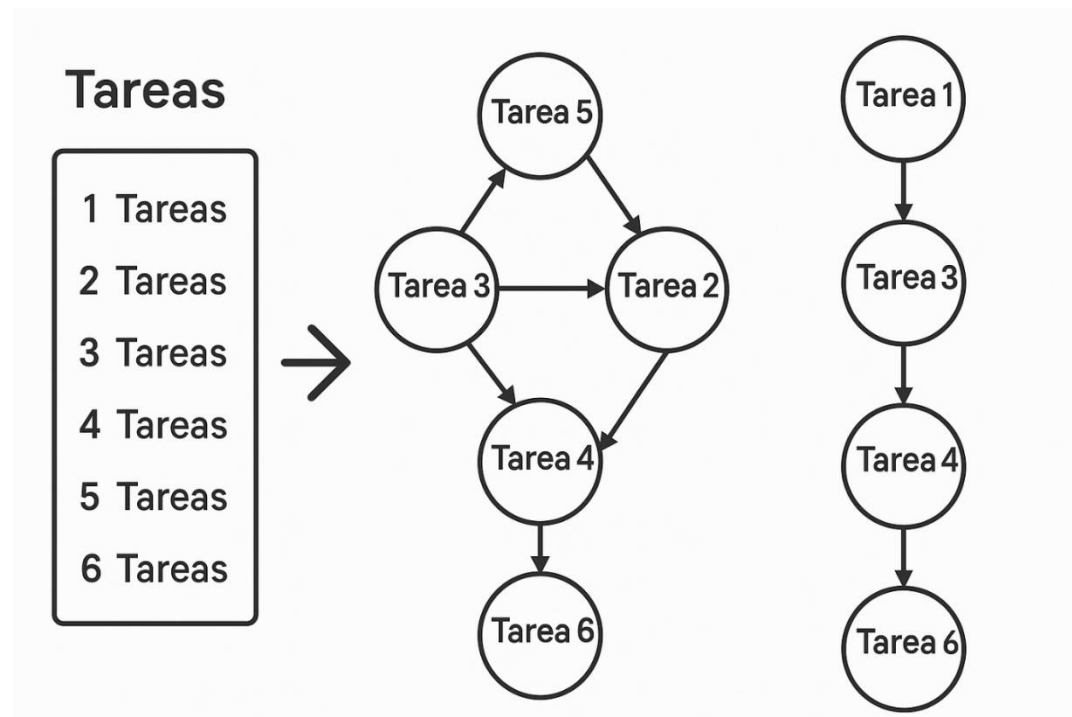 Tareas
1 Tareas
2 Tareas
3 Tareas
4 Tareas
5 Tareas
6 Tareas
Tarea 5
Tarea 3
Tarea 2
Tarea 4
Tarea 6
Tarea 1
Tarea 3
Tarea 4
Tarea 6